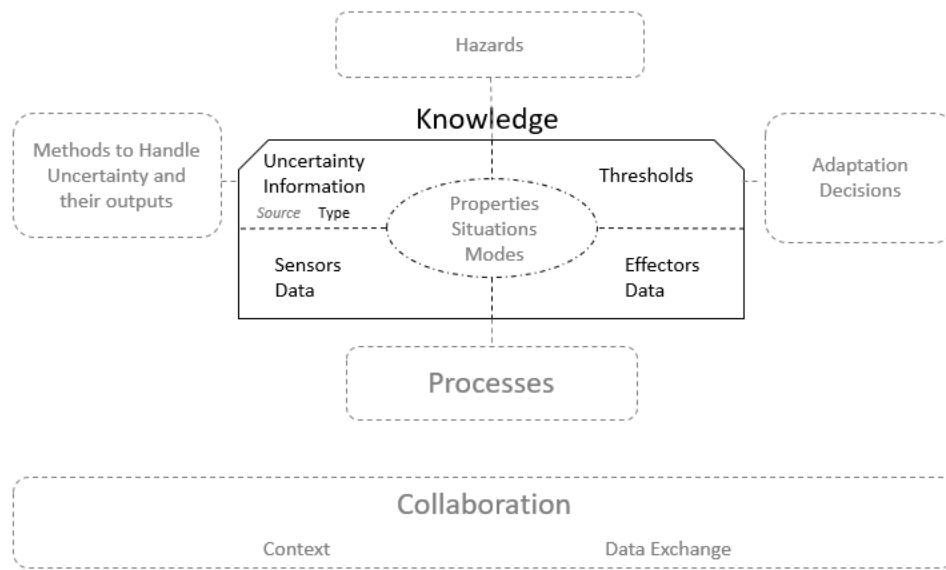 Hazards
Knowledge
Methods to Handle
Uncertainty and
their outputs
Uncertainty
Information
Source Type
Thresholds
Adaptation
Decisions
Properties
Situations
Modes
Sensors
Data
Effectors
Data
Processes
Collaboration
Context Data Exchange